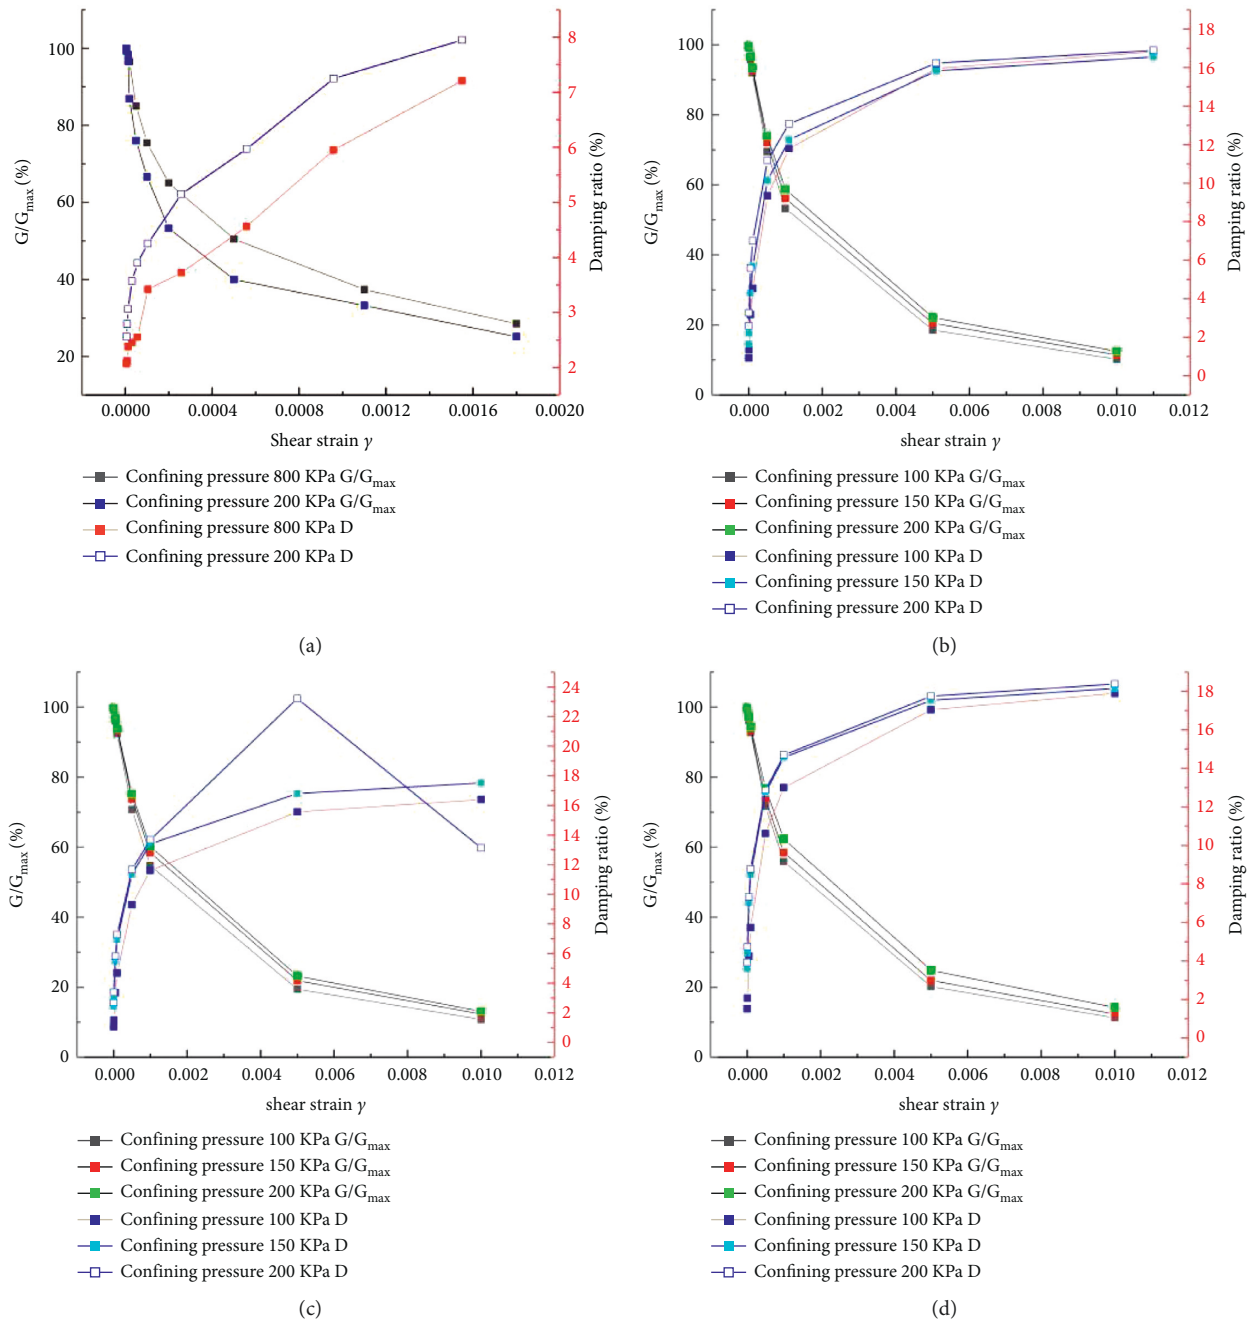 100
80
60
40
20
G/Gmax (%)
8
7
6
5
4
3
2
Damping ratio (%)
0.0000 0.0004 0.0008 0.0012 0.0016 0.0020
Shear strain γ
Confining pressure 800 KPa G/Gmax
Confining pressure 200 KPa G/Gmax
Confining pressure 800 KPa D
Confining pressure 200 KPa D
(a)
100
80
60
40
20
0
G/Gmax (%)
18
16
14
12
10
8
6
4
2
0
Damping ratio (%)
0.000 0.002 0.004 0.006 0.008 0.010 0.012
shear strain γ
Confining pressure 100 KPa G/Gmax
Confining pressure 150 KPa G/Gmax
Confining pressure 200 KPa G/Gmax
Confining pressure 100 KPa D
Confining pressure 150 KPa D
Confining pressure 200 KPa D
(b)
100
80
60
40
20
0
G/Gmax (%)
24
22
20
18
16
14
12
10
8
6
4
2
0
Damping ratio (%)
0.000 0.002 0.004 0.006 0.008 0.010 0.012
shear strain γ
Confining pressure 100 KPa G/Gmax
Confining pressure 150 KPa G/Gmax
Confining pressure 200 KPa G/Gmax
Confining pressure 100 KPa D
Confining pressure 150 KPa D
Confining pressure 200 KPa D
(c)
100
80
60
40
20
0
G/Gmax (%)
18
16
14
12
10
8
6
4
2
0
Damping ratio (%)
0.000 0.002 0.004 0.006 0.008 0.010 0.012
shear strain γ
Confining pressure 100 KPa G/Gmax
Confining pressure 150 KPa G/Gmax
Confining pressure 200 KPa G/Gmax
Confining pressure 100 KPa D
Confining pressure 150 KPa D
Confining pressure 200 KPa D
(d)